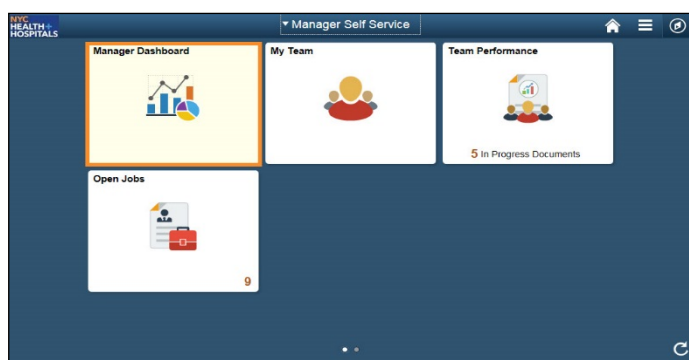 NYC
HEALTH+
HOSPITALS
Manager Self Service
Manager Dashboard
My Team
Team Performance
5 In Progress Documents
Open Jobs
9